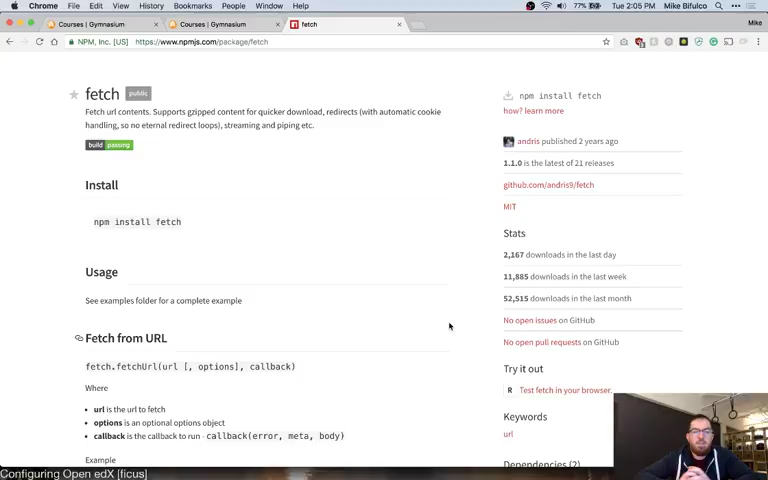 Chrome File Edit View History Bookmarks People Window Help 77% Tue 2:05 PM Mike Bifulco
Courses | Gymnasium Courses | Gymnasium fetch Mike
NPM, Inc. [US] https://www.npmjs.com/package/fetch
fetch public
Fetch url contents. Supports gzipped content for quicker download, redirects (with automatic cookie
handling, so no eternal redirect loops), streaming and piping etc.
build passing
Install
npm install fetch
Usage
See examples folder for a complete example
Fetch from URL
fetch.fetchUrl(url [, options], callback)
Where
url is the url to fetch
options is an optional options object
callback is the callback to run - callback(error, meta, body)
Example
npm install fetch
how? learn more
andris published 2 years ago
1.1.0 is the latest of 21 releases
github.com/andris9/fetch
MIT
Stats
2,167 downloads in the last day
11,885 downloads in the last week
52,515 downloads in the last month
No open issues on GitHub
No open pull requests on GitHub
Try it out
R Test fetch in your browser.
Keywords
url
Dependencies (2)
Configuring Open edX [ficus]